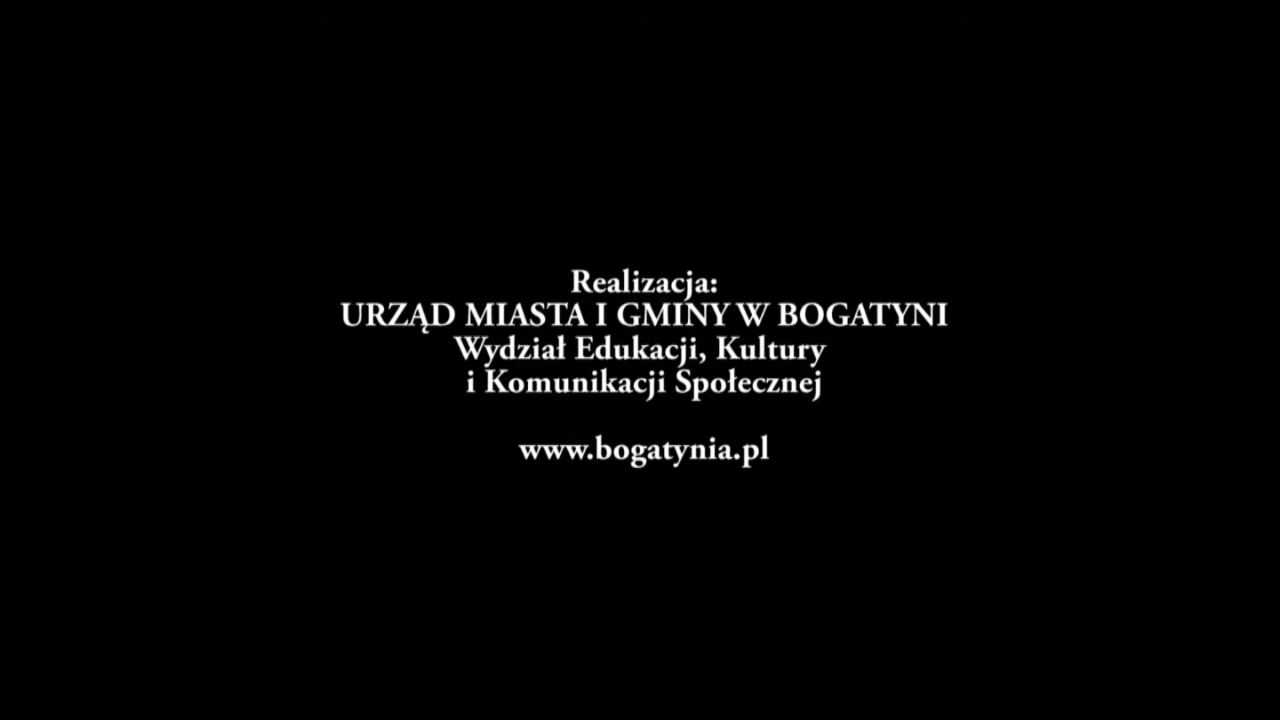 Realizacja:
URZĄD MIASTA I GMINY W BOGATYNI
Wydział Edukacji, Kultury
i Komunikacji Społecznej
www.bogatynia.pl